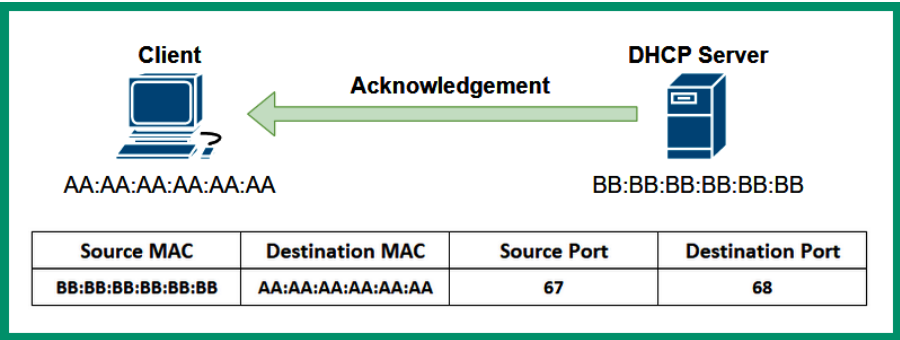 Client
DHCP Server
Acknowledgement
AA:AA:AA:AA:AA:AA
BB:BB:BB:BB:BB:BB
Source MAC Destination MAC Source Port Destination Port
BB:BB:BB:BB:BB:BB AA:AA:AA:AA:AA:AA 67 68